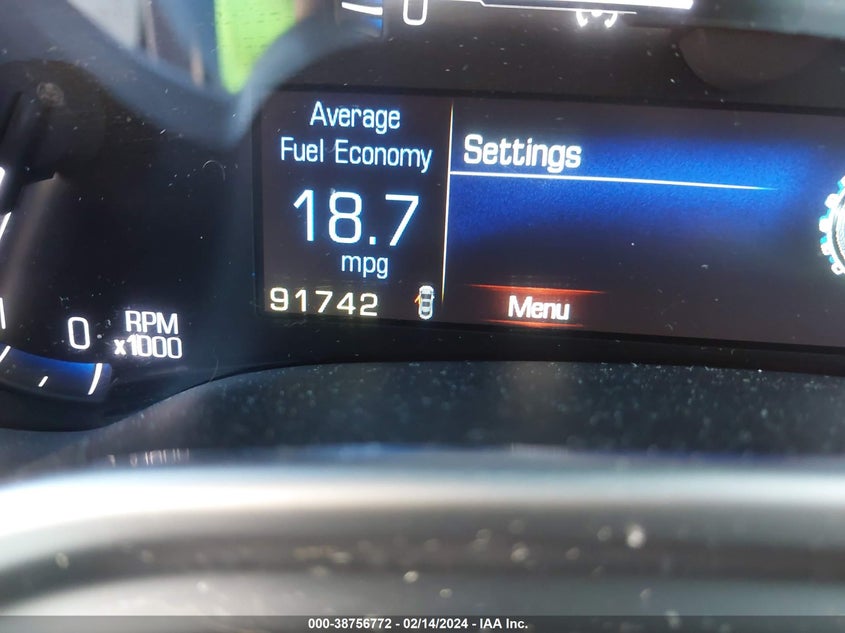 0
Average
Fuel Economy
18.7
mpg
91742
Settings
Menu
0
RPM
x1000
000-38756772 - 02/14/2024 - IAA Inc.